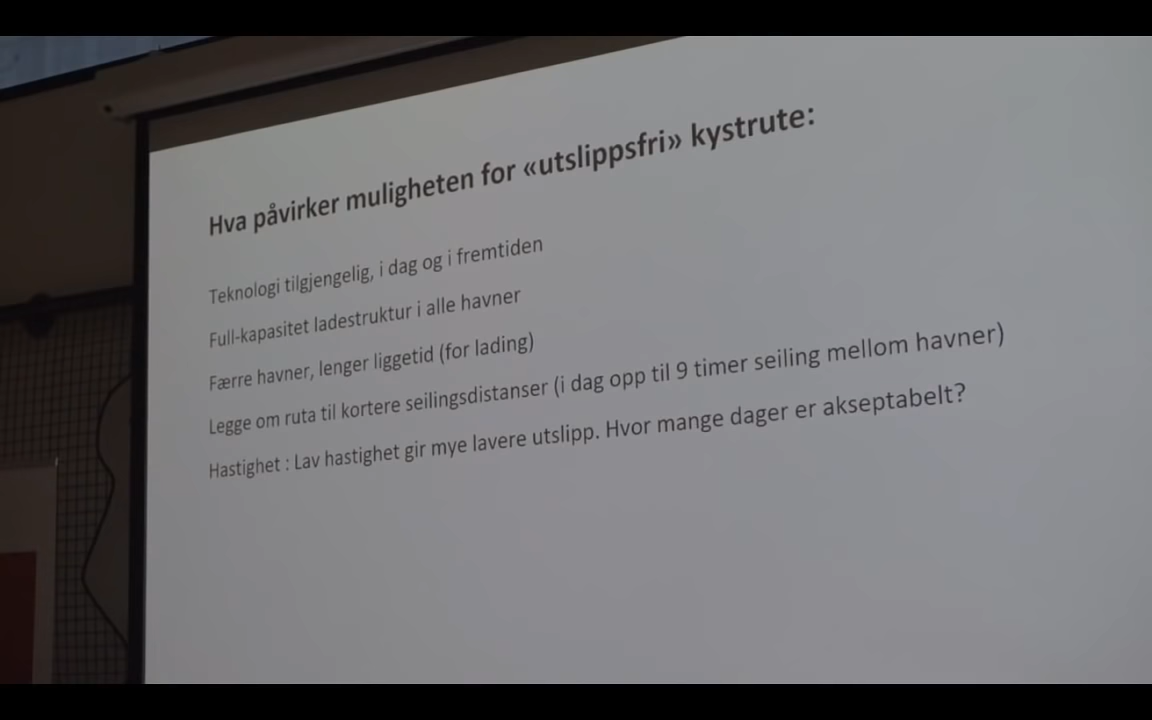 Hva påvirker muligheten for «utslippsfri» kystrute:
Teknologi tilgjengelig, i dag og i fremtiden
Full-kapasitet ladestruktur i alle havner
Færre havner, lenger liggetid (for lading)
Legge om ruta til kortere seilingsdistanser (i dag opp til 9 timer seiling mellom havner)
Hastighet : Lav hastighet gir mye lavere utslipp. Hvor mange dager er akseptabelt?